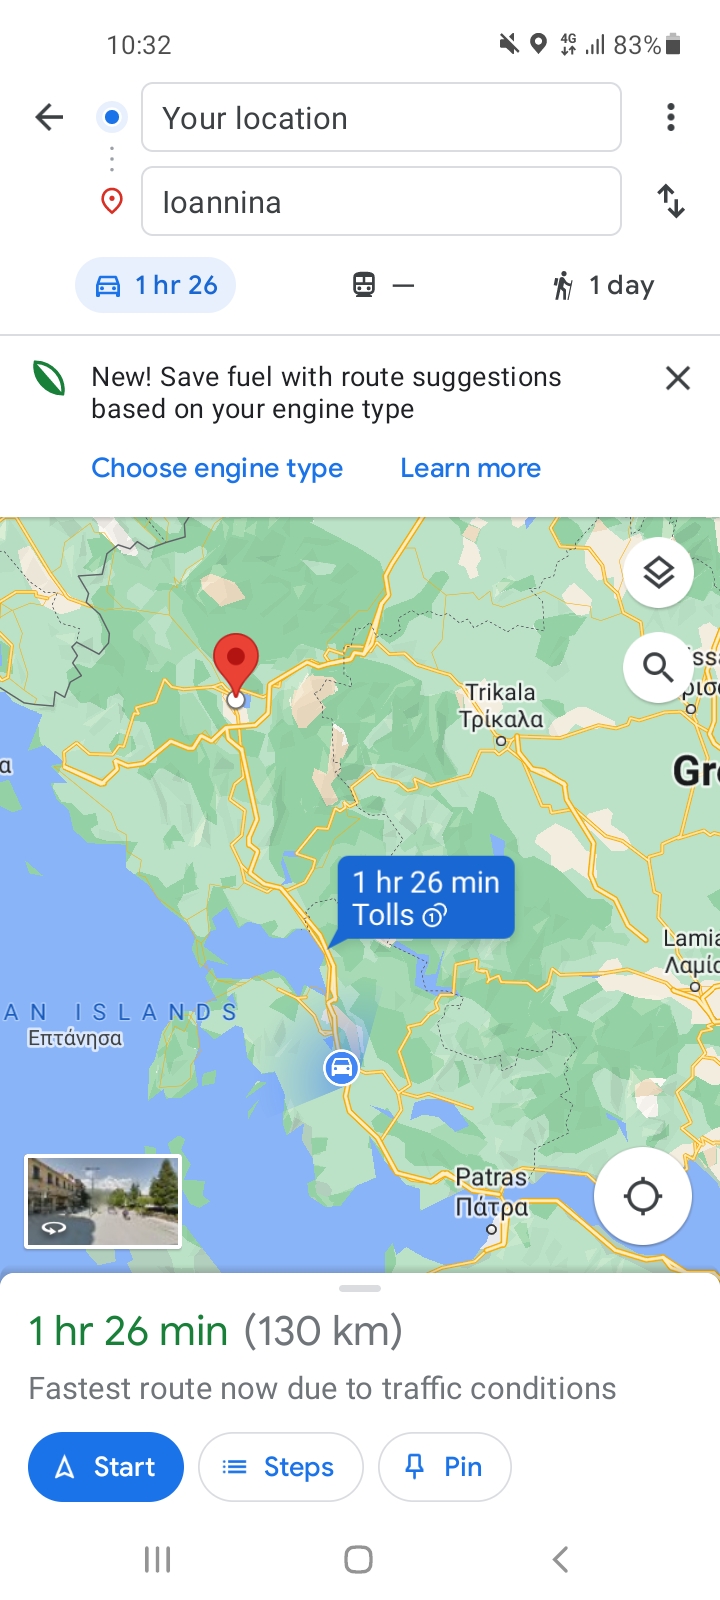 10:32
4G
83%
Your location
Ioannina
1 hr 26
—
1 day
New! Save fuel with route suggestions
based on your engine type
Choose engine type
Learn more
Trikala
Τρίκαλα
Gr
1 hr 26 min
Tolls
Lamia
Λαμία
AN ISLANDS
Επτάνησα
Patras
Πάτρα
1 hr 26 min (130 km)
Fastest route now due to traffic conditions
Start
Steps
Pin